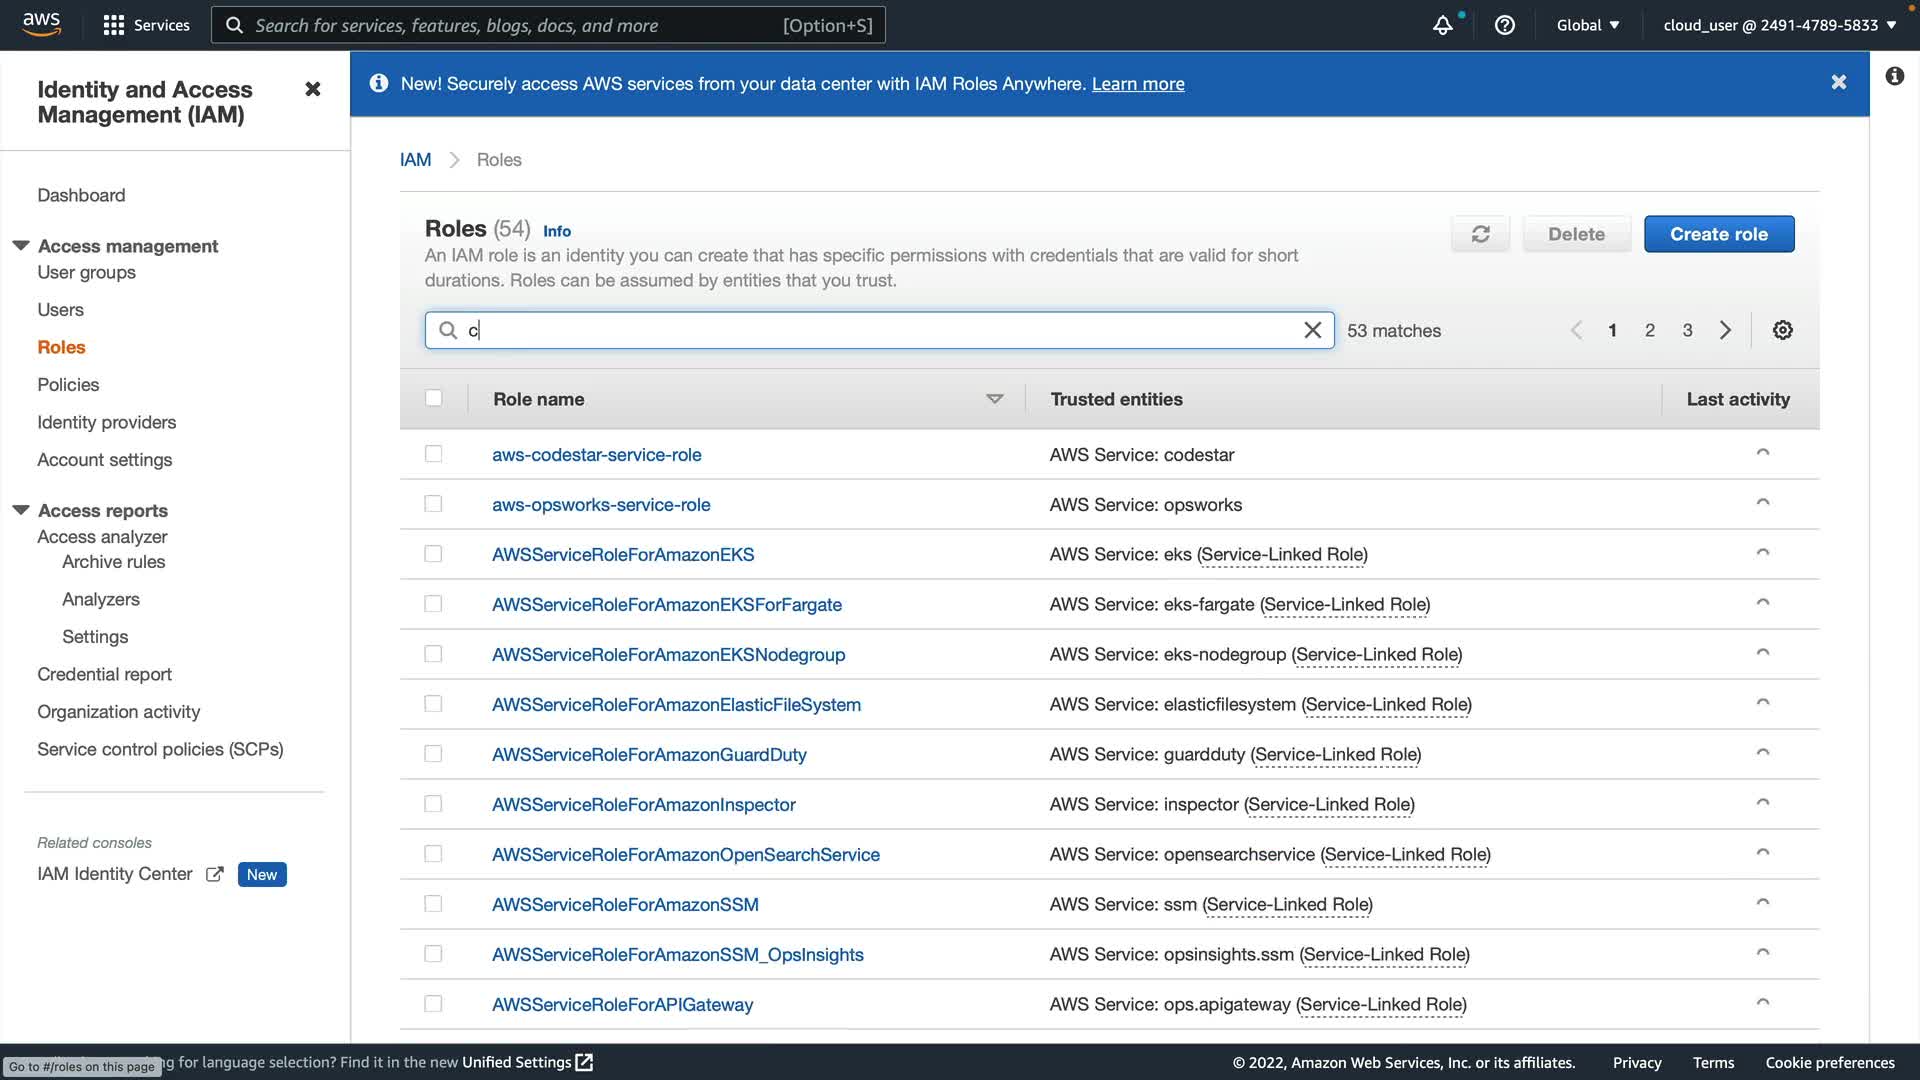 aws
Services
Search for services, features, blogs, docs, and more [Option+S]
Global
cloud_user @ 2491-4789-5833
Identity and Access
Management (IAM)
New! Securely access AWS services from your data center with IAM Roles Anywhere. Learn more
IAM
Roles
Dashboard
Access management
User groups
Users
Roles
Policies
Identity providers
Account settings
Access reports
Access analyzer
Archive rules
Analyzers
Settings
Credential report
Organization activity
Service control policies (SCPs)
Related consoles
IAM Identity Center New
Roles (54) Info
An IAM role is an identity you can create that has specific permissions with credentials that are valid for short
durations. Roles can be assumed by entities that you trust.
Delete
Create role
c
53 matches
1 2 3
Role name Trusted entities Last activity
aws-codestar-service-role AWS Service: codestar
aws-opsworks-service-role AWS Service: opsworks
AWSServiceRoleForAmazonEKS AWS Service: eks (Service-Linked Role)
AWSServiceRoleForAmazonEKSForFargate AWS Service: eks-fargate (Service-Linked Role)
AWSServiceRoleForAmazonEKSNodegroup AWS Service: eks-nodegroup (Service-Linked Role)
AWSServiceRoleForAmazonElasticFileSystem AWS Service: elasticfilesystem (Service-Linked Role)
AWSServiceRoleForAmazonGuardDuty AWS Service: guardduty (Service-Linked Role)
AWSServiceRoleForAmazonInspector AWS Service: inspector (Service-Linked Role)
AWSServiceRoleForAmazonOpenSearchService AWS Service: opensearchservice (Service-Linked Role)
AWSServiceRoleForAmazonSSM AWS Service: ssm (Service-Linked Role)
AWSServiceRoleForAmazonSSM_OpsInsights AWS Service: opsinsights.ssm (Service-Linked Role)
AWSServiceRoleForAPIGateway AWS Service: ops.apigateway (Service-Linked Role)
Go to #/roles on this page
for language selection? Find it in the new Unified Settings
© 2022, Amazon Web Services, Inc. or its affiliates. Privacy Terms Cookie preferences